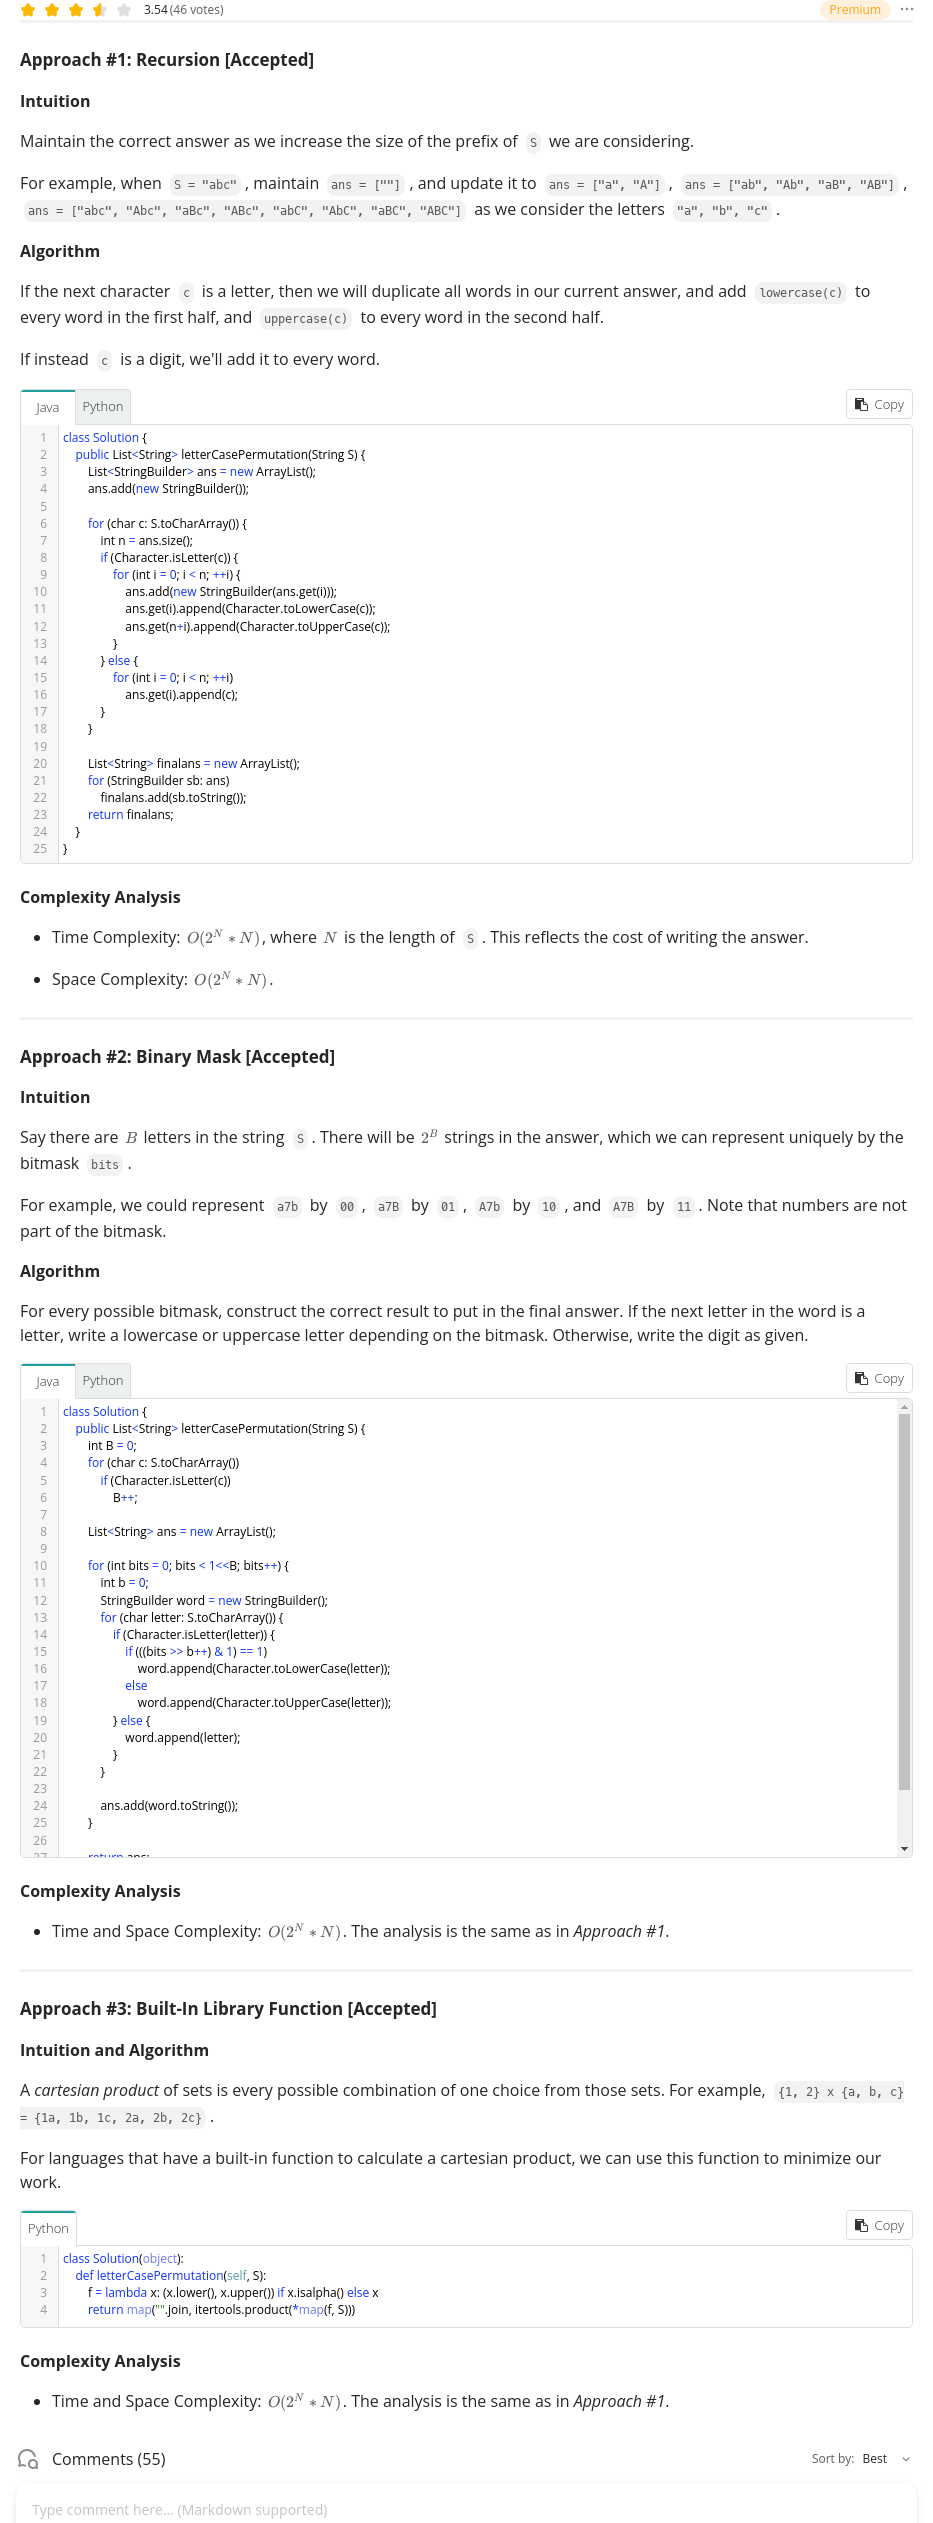 3.54 (46 votes)
Premium
Approach #1: Recursion [Accepted]
Intuition
Maintain the correct answer as we increase the size of the prefix of S we are considering.
For example, when S = "abc" , maintain ans = [""] , and update it to ans = ["a", "A"] , ans = ["ab", "Ab", "aB", "AB"] ,
ans = ["abc", "Abc", "aBc", "ABc", "abC", "AbC", "aBC", "ABC"] as we consider the letters "a", "b", "c" .
Algorithm
If the next character c is a letter, then we will duplicate all words in our current answer, and add lowercase(c) to
every word in the first half, and uppercase(c) to every word in the second half.
If instead c is a digit, we'll add it to every word.
Java Python Copy
1 class Solution {
2 public List<String> letterCasePermutation(String S) {
3 List<StringBuilder> ans = new ArrayList();
4 ans.add(new StringBuilder());
5
6 for (char c: S.toCharArray()) {
7 int n = ans.size();
8 if (Character.isLetter(c)) {
9 for (int i = 0; i < n; ++i) {
10 ans.add(new StringBuilder(ans.get(i)));
11 ans.get(i).append(Character.toLowerCase(c));
12 ans.get(n+i).append(Character.toUpperCase(c));
13 }
14 } else {
15 for (int i = 0; i < n; ++i)
16 ans.get(i).append(c);
17 }
18 }
19
20 List<String> finalans = new ArrayList();
21 for (StringBuilder sb: ans)
22 finalans.add(sb.toString());
23 return finalans;
24 }
25 }
Complexity Analysis
• Time Complexity: O(2^N * N), where N is the length of S . This reflects the cost of writing the answer.
• Space Complexity: O(2^N * N).
Approach #2: Binary Mask [Accepted]
Intuition
Say there are B letters in the string S . There will be 2^B strings in the answer, which we can represent uniquely by the
bitmask bits .
For example, we could represent a7b by 00 , a7B by 01 , A7b by 10 , and A7B by 11 . Note that numbers are not
part of the bitmask.
Algorithm
For every possible bitmask, construct the correct result to put in the final answer. If the next letter in the word is a
letter, write a lowercase or uppercase letter depending on the bitmask. Otherwise, write the digit as given.
Java Python Copy
1 class Solution {
2 public List<String> letterCasePermutation(String S) {
3 int B = 0;
4 for (char c: S.toCharArray())
5 if (Character.isLetter(c))
6 B++;
7
8 List<String> ans = new ArrayList();
9
10 for (int bits = 0; bits < 1<<B; bits++) {
11 int b = 0;
12 StringBuilder word = new StringBuilder();
13 for (char letter: S.toCharArray()) {
14 if (Character.isLetter(letter)) {
15 if (((bits >> b++) & 1) == 1)
16 word.append(Character.toLowerCase(letter));
17 else
18 word.append(Character.toUpperCase(letter));
19 } else {
20 word.append(letter);
21 }
22 }
23
24 ans.add(word.toString());
25 }
26
27 return ans;
Complexity Analysis
• Time and Space Complexity: O(2^N * N). The analysis is the same as in Approach #1.
Approach #3: Built-In Library Function [Accepted]
Intuition and Algorithm
A cartesian product of sets is every possible combination of one choice from those sets. For example, {1, 2} x {a, b, c}
= {1a, 1b, 1c, 2a, 2b, 2c} .
For languages that have a built-in function to calculate a cartesian product, we can use this function to minimize our
work.
Python Copy
1 class Solution(object):
2 def letterCasePermutation(self, S):
3 f = lambda x: (x.lower(), x.upper()) if x.isalpha() else x
4 return map("".join, itertools.product(*map(f, S)))
Complexity Analysis
• Time and Space Complexity: O(2^N * N). The analysis is the same as in Approach #1.
Comments (55)
Sort by: Best
Type comment here... (Markdown supported)